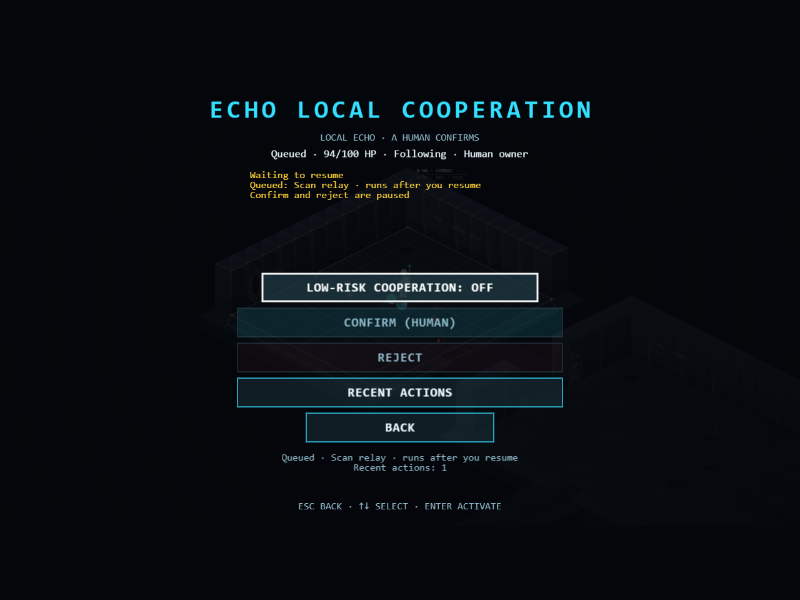 ECHO LOCAL COOPERATION
LOCAL ECHO · A HUMAN CONFIRMS
Queued · 94/100 HP · Following · Human owner
Waiting to resume
Queued: Scan relay · runs after you resume
Confirm and reject are paused
LOW-RISK COOPERATION: OFF
CONFIRM (HUMAN)
REJECT
RECENT ACTIONS
BACK
Queued · Scan relay · runs after you resume
Recent actions: 1
ESC BACK · ↑↓ SELECT · ENTER ACTIVATE